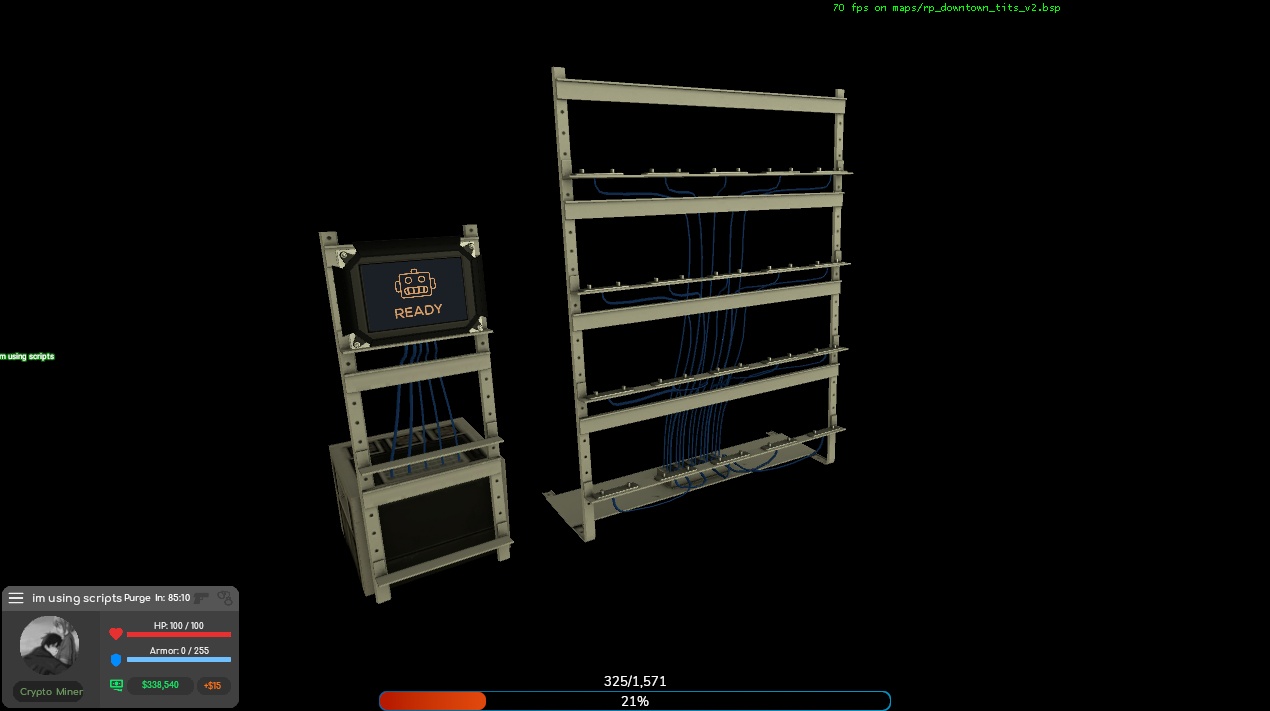 70 fps on maps/rp_downtown_tits_v2.bsp
READY
m using scripts
im using scripts Purge In: 85:10
HP: 100 / 100
Armor: 0 / 255
Crypto Miner $338,540 +$15
325/1,571
21%